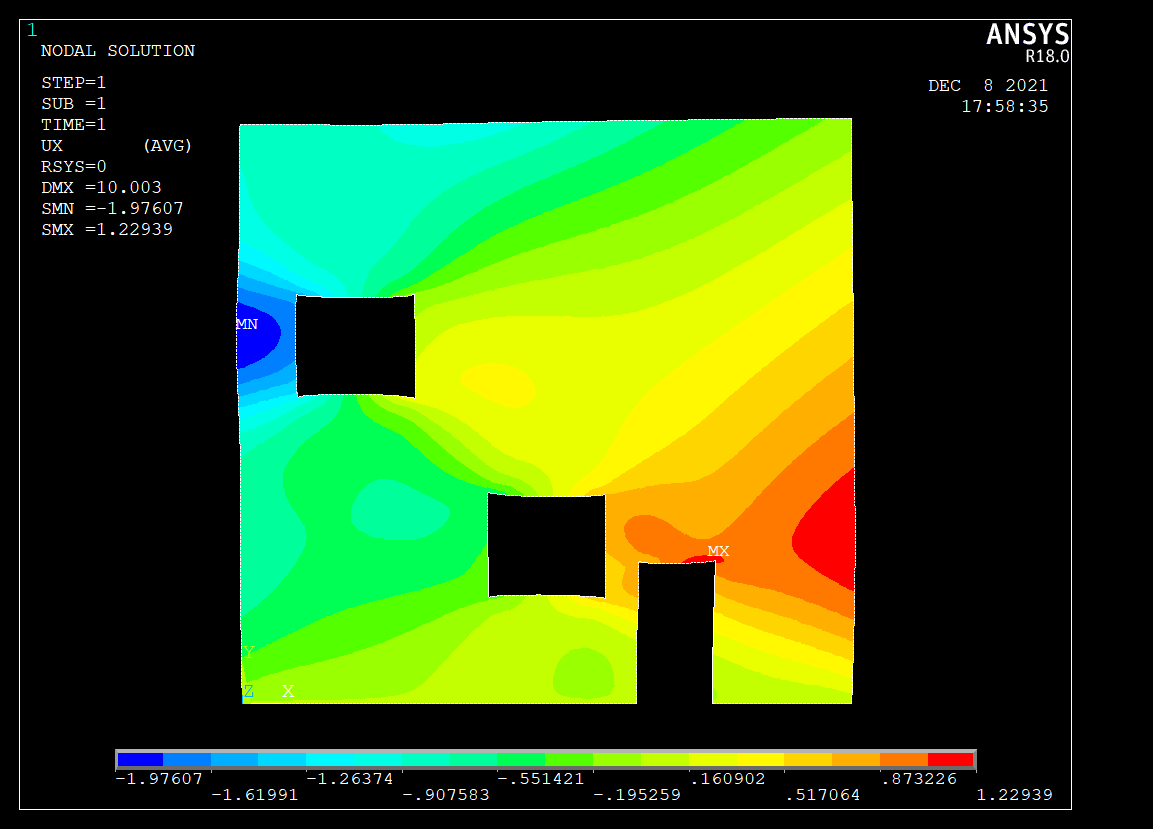 1
ANSYS
R18.0
NODAL SOLUTION
STEP=1
SUB =1
TIME=1
UX (AVG)
RSYS=0
DMX =10.003
SMN =-1.97607
SMX =1.22939
DEC 8 2021
17:58:35
MN
MX
Y
Z X
-1.97607 -1.26374 -.551421 .160902 .873226
-1.61991 -.907583 -.195259 .517064 1.22939